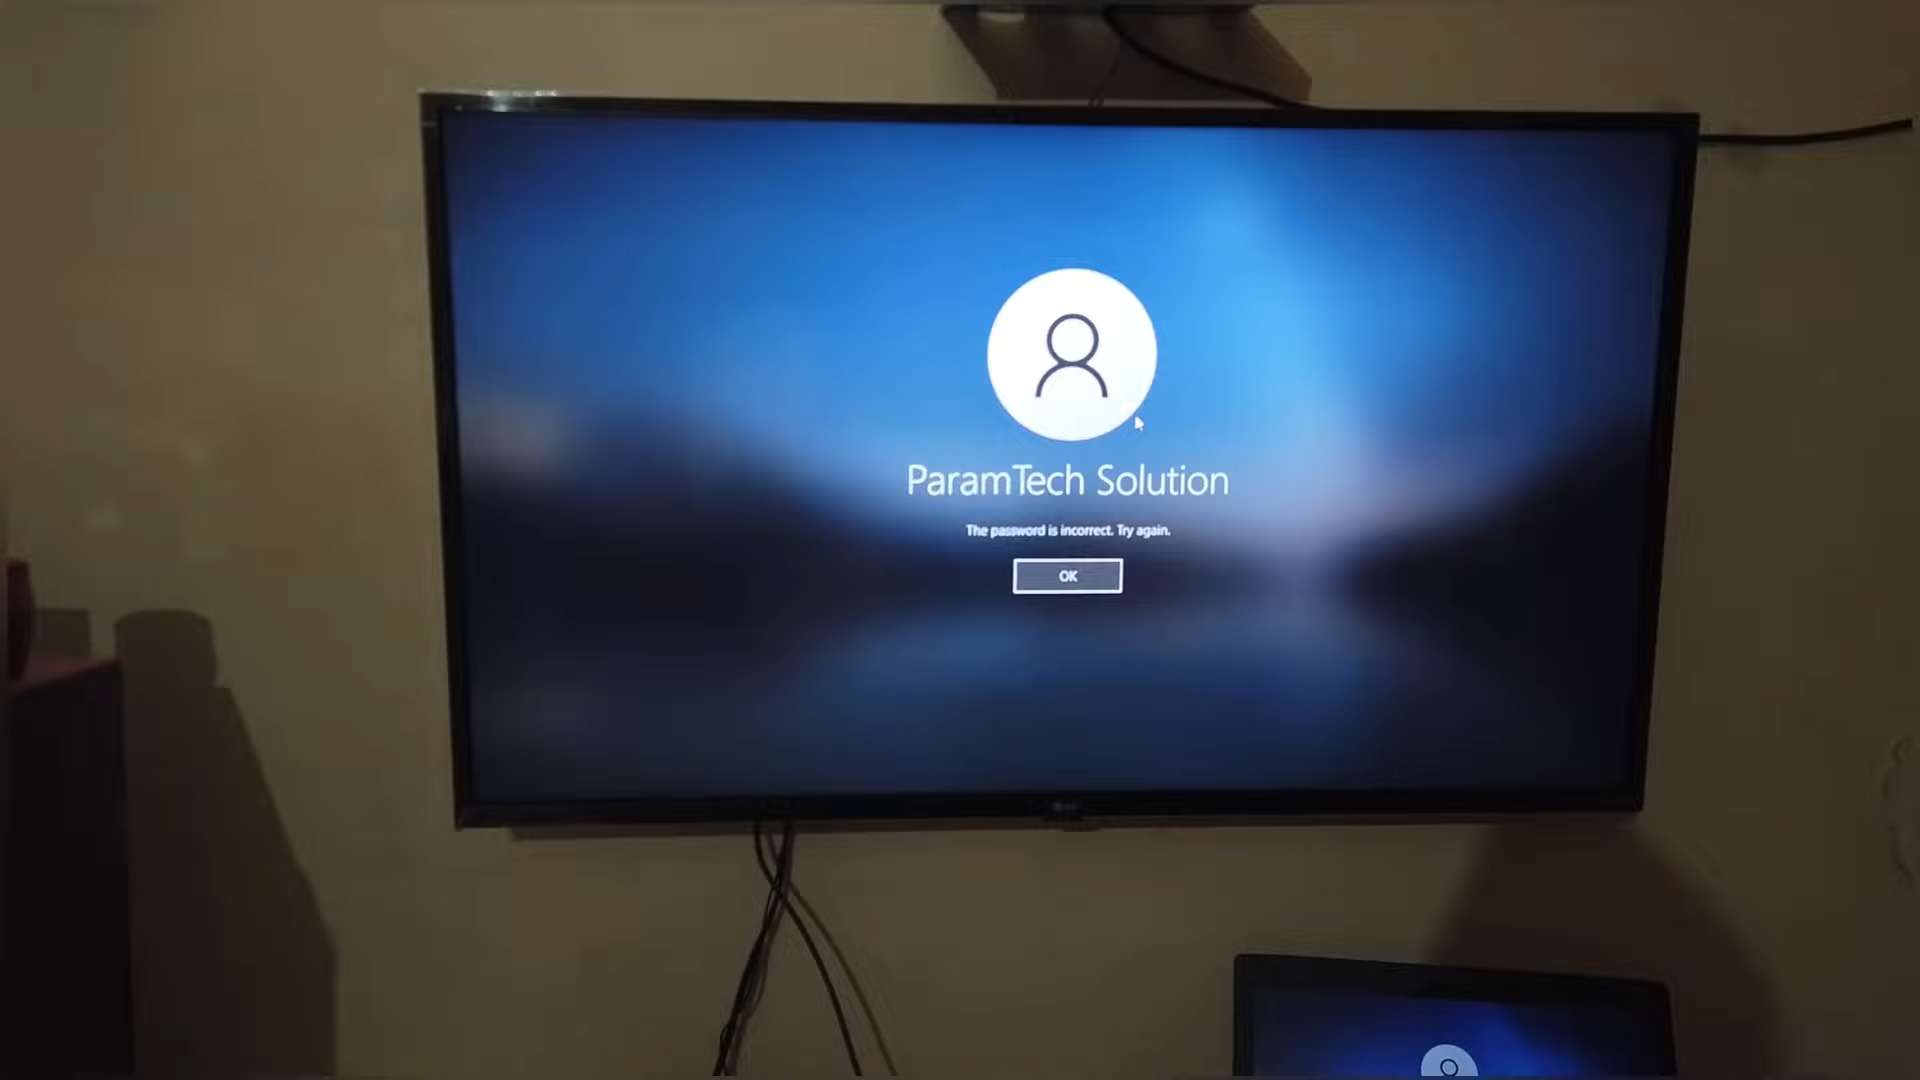 ParamTech Solution
The password is incorrect. Try again.
OK